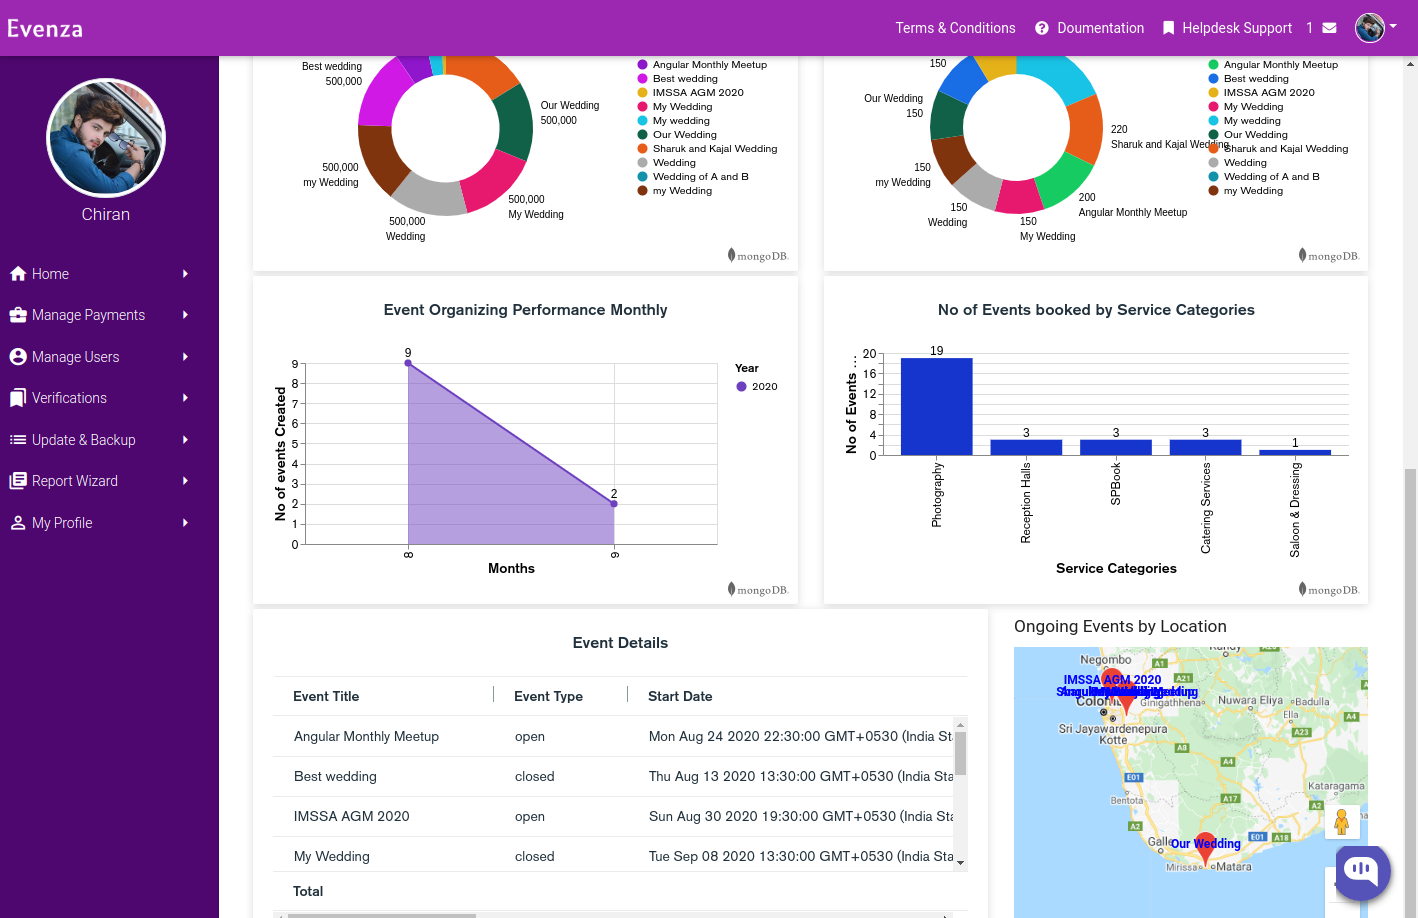 Evenza
Terms & Conditions
Doumentation
Helpdesk Support
1
Chiran
Home
Manage Payments
Manage Users
Verifications
Update & Backup
Report Wizard
My Profile
Best wedding
500,000
Our Wedding
500,000
500,000
my Wedding
500,000
My Wedding
500,000
Wedding
Angular Monthly Meetup
Best wedding
IMSSA AGM 2020
My Wedding
My wedding
Our Wedding
Sharuk and Kajal Wedding
Wedding
Wedding of A and B
my Wedding
mongoDB.
150
Our Wedding
150
150
my Wedding
150
Wedding
150
My Wedding
200
Angular Monthly Meetup
220
Sharuk and Kajal Wedding
Angular Monthly Meetup
Best wedding
IMSSA AGM 2020
My Wedding
My wedding
Our Wedding
Sharuk and Kajal Wedding
Wedding
Wedding of A and B
my Wedding
mongoDB.
Event Organizing Performance Monthly
No of events Created
9
8
7
6
5
4
3
2
1
0
9
2
8
9
Months
Year
2020
mongoDB.
No of Events booked by Service Categories
No of Events ...
20
16
12
8
4
0
19
3
3
3
1
Photography
Reception Halls
SPBook
Catering Services
Saloon & Dressing
Service Categories
mongoDB.
Event Details
Event Title Event Type Start Date
Angular Monthly Meetup open Mon Aug 24 2020 22:30:00 GMT+0530 (India Sta
Best wedding closed Thu Aug 13 2020 13:30:00 GMT+0530 (India Sta
IMSSA AGM 2020 open Sun Aug 30 2020 19:30:00 GMT+0530 (India Sta
My Wedding closed Tue Sep 08 2020 13:30:00 GMT+0530 (India Sta
Total
Ongoing Events by Location
Negombo
A1
IMSSA AGM 2020
A21
Ginigathhena
Nuwara Eliya
Badulla
Ella
A4
Sri Jayawardenepura
Kotte
A23
A8
A4
E01
Kataragama
Bentota
A17
A2
A2
Galle
E01
A18
Our Wedding
Mirissa
Matara